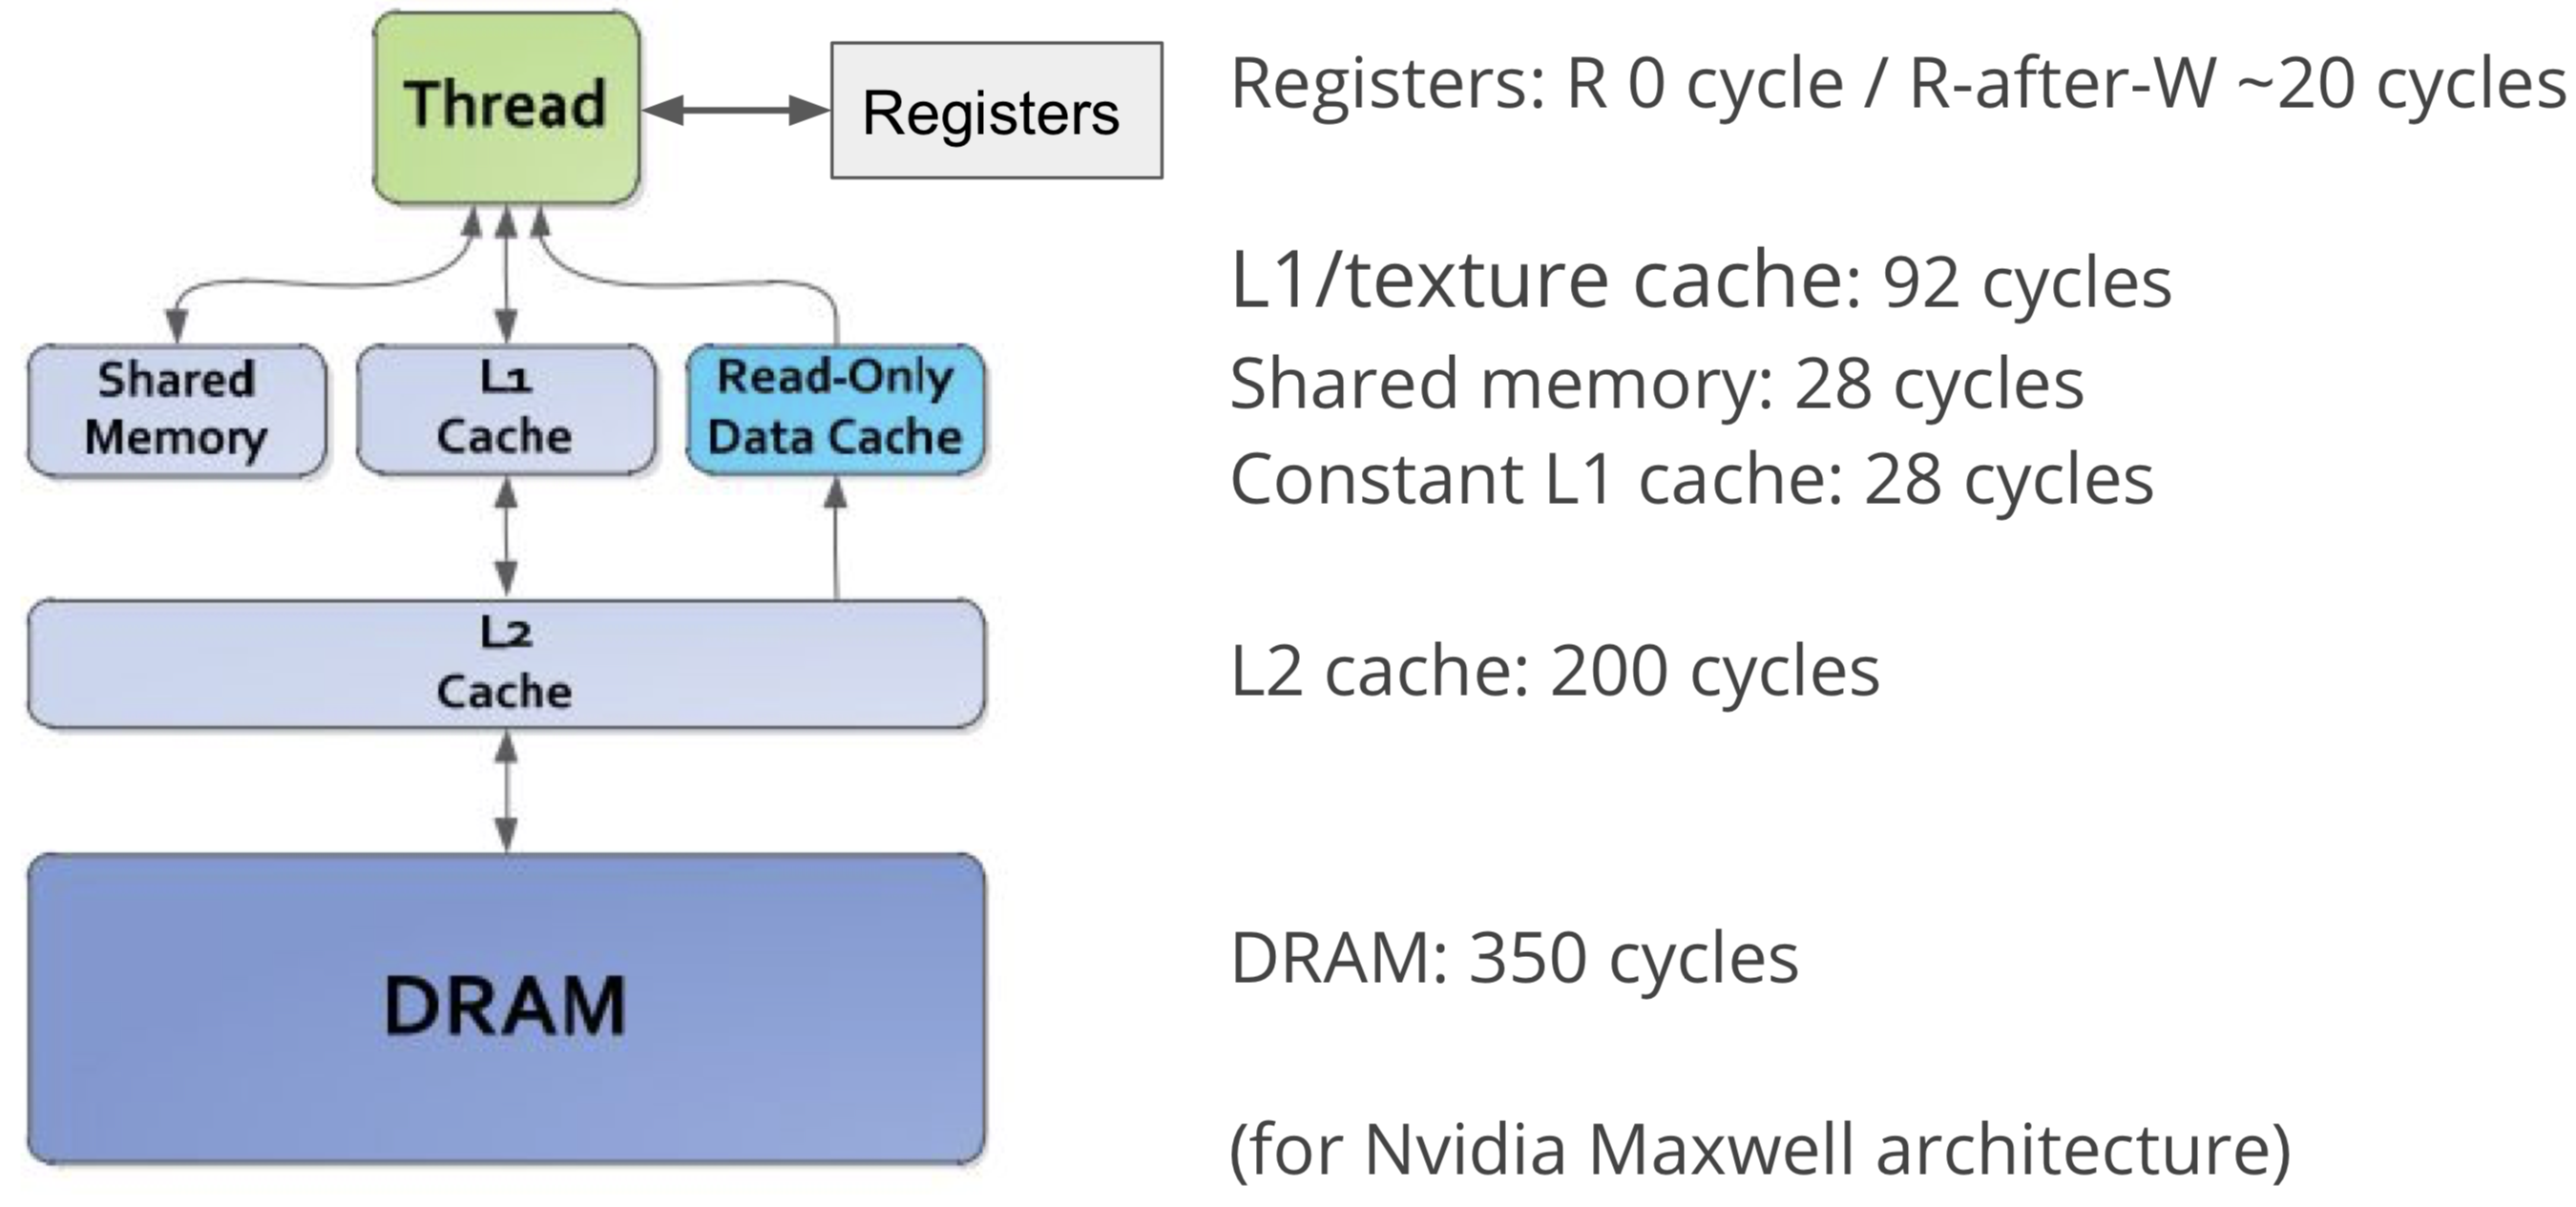 Thread
Registers
Registers: R 0 cycle / R-after-W ~20 cycles
L1/texture cache: 92 cycles
Shared memory: 28 cycles
Constant L1 cache: 28 cycles
Shared
Memory
L1
Cache
Read-Only
Data Cache
L2
Cache
L2 cache: 200 cycles
DRAM
DRAM: 350 cycles
(for Nvidia Maxwell architecture)